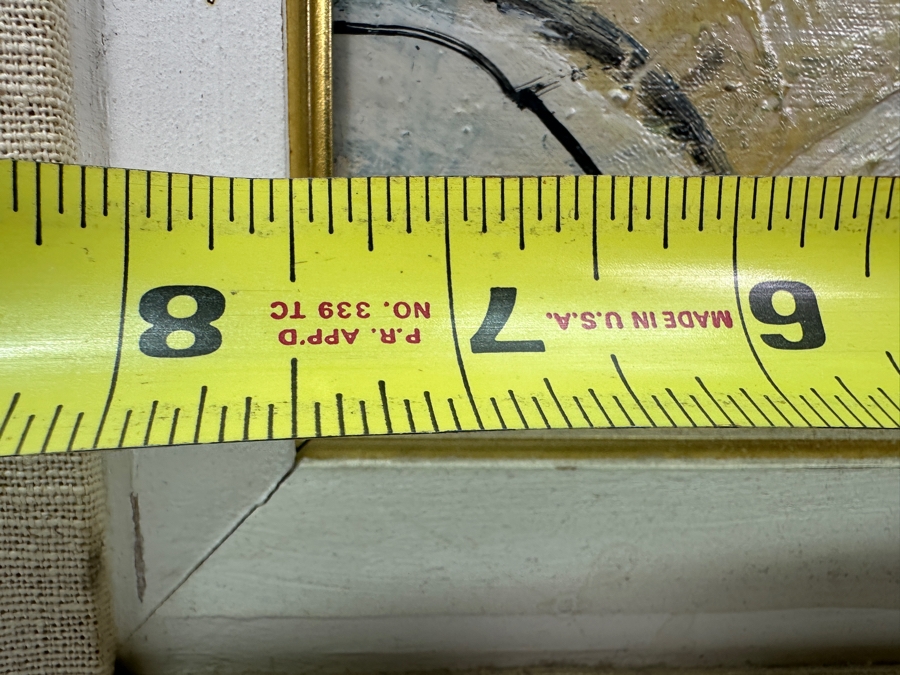 6
MADE IN U.S.A.
7
P.R. APP'D
NO. 339 TC
8